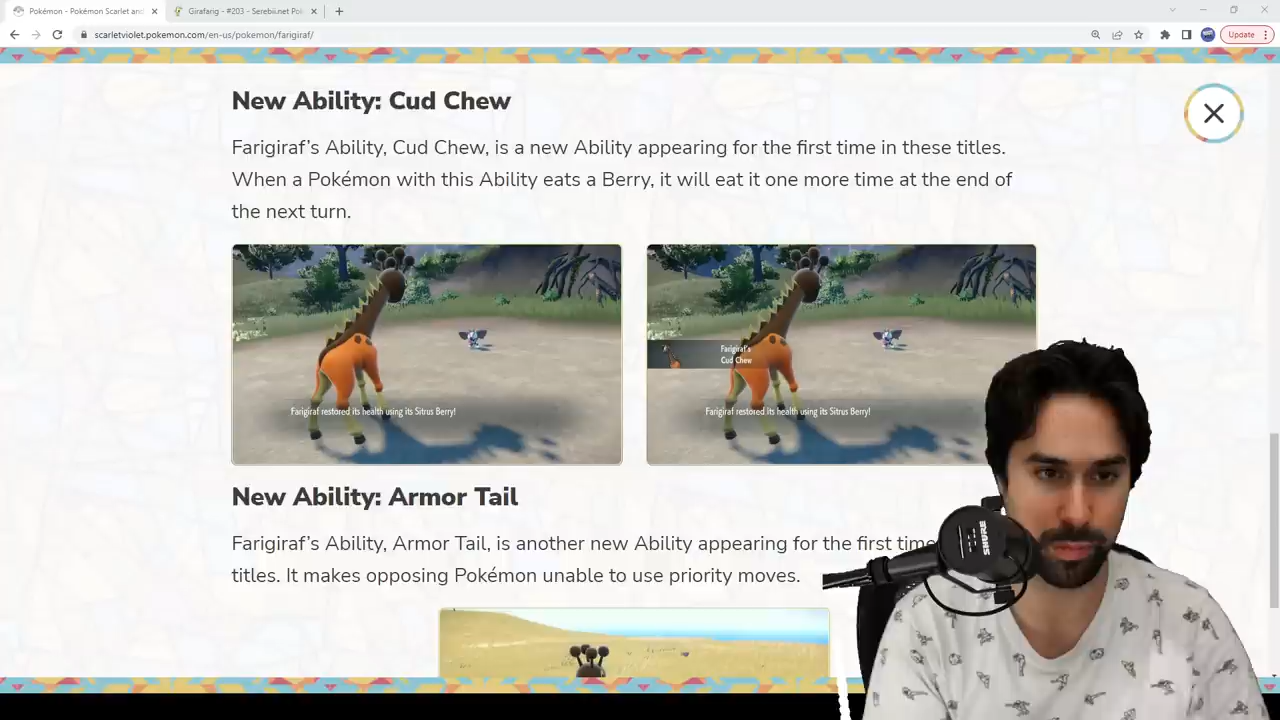 Pokémon - Pokémon Scarlet and
Girafarig - #203 - Serebii.net Pok
scarletviolet.pokemon.com/en-us/pokemon/farigiraf/
Update
New Ability: Cud Chew
Farigiraf's Ability, Cud Chew, is a new Ability appearing for the first time in these titles.
When a Pokémon with this Ability eats a Berry, it will eat it one more time at the end of
the next turn.
Farigiraf restored its health using its Sitrus Berry!
Farigiraf's
Cud Chew
Farigiraf restored its health using its Sitrus Berry!
New Ability: Armor Tail
Farigiraf's Ability, Armor Tail, is another new Ability appearing for the first time
titles. It makes opposing Pokémon unable to use priority moves.
SHURE